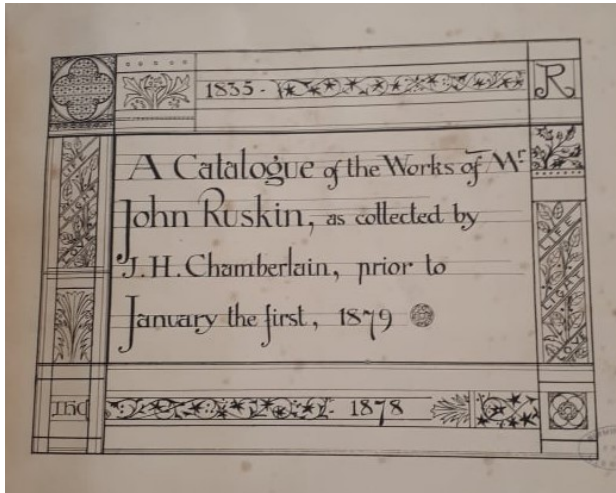 1835 -
R
A Catalogue of the Works of Mr
John Ruskin, as collected by
J. H. Chamberlain, prior to
January the first, 1879
JHC
- 1878